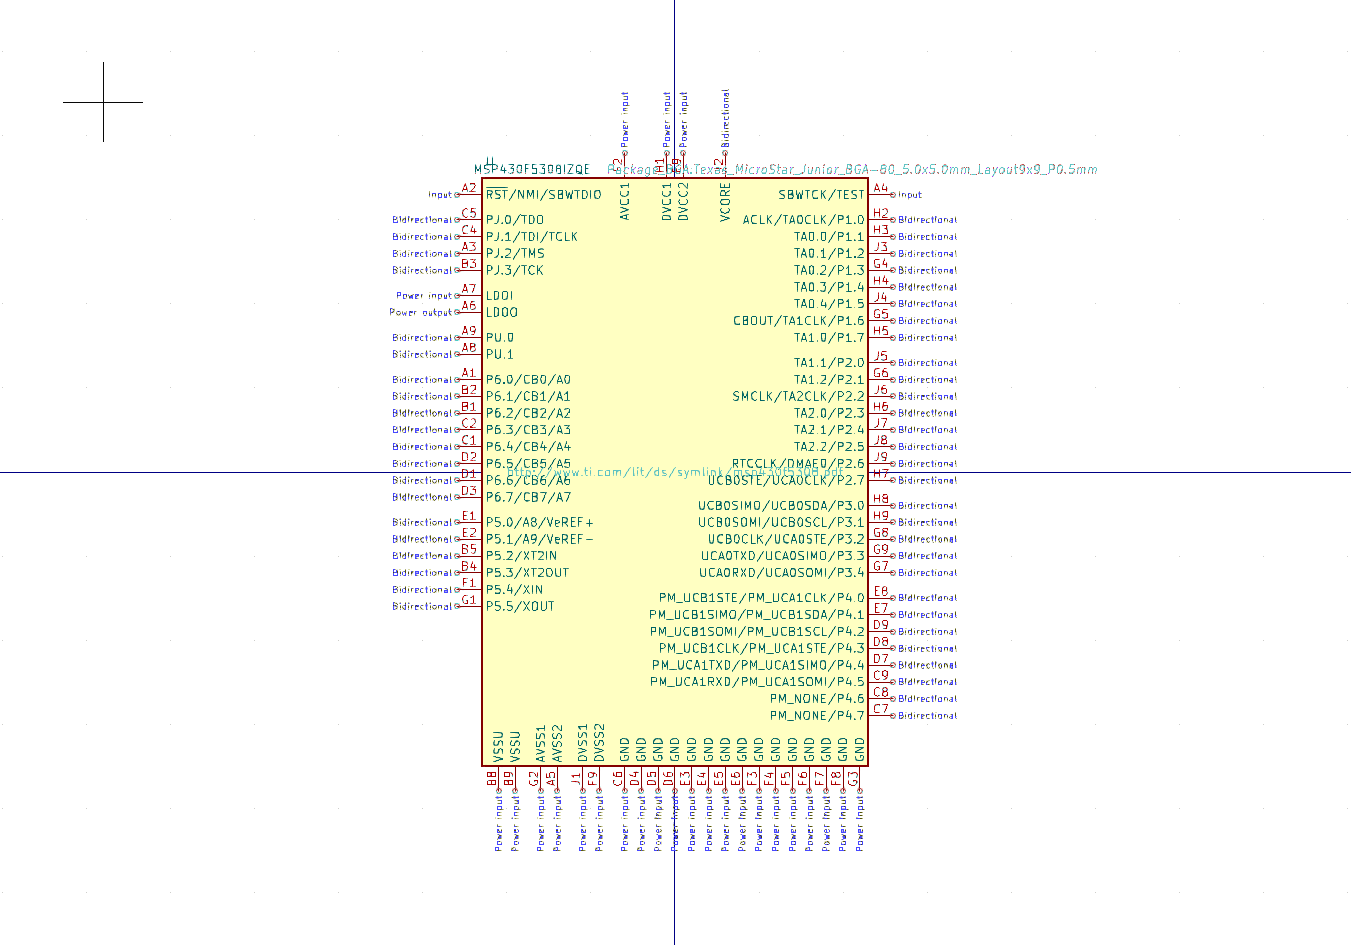 Power input
Power input
Power input
Bidirectional
H1
MSP430F5308IZQE
Package_BGA:Texas_MicroStar_Junior_BGA-80_5.0x5.0mm_Layout9x9_P0.5mm
AVCC1
DVCC1
DVCC2
VCORE
Input A2 RST/NMI/SBWTDIO
Bidirectional C5 PJ.0/TDO
Bidirectional C4 PJ.1/TDI/TCLK
Bidirectional A3 PJ.2/TMS
Bidirectional B3 PJ.3/TCK
Power input A7 LDOI
Power output A6 LDOO
Bidirectional A9 PU.0
Bidirectional A8 PU.1
Bidirectional A1 P6.0/CB0/A0
Bidirectional B2 P6.1/CB1/A1
Bidirectional B1 P6.2/CB2/A2
Bidirectional C2 P6.3/CB3/A3
Bidirectional C1 P6.4/CB4/A4
Bidirectional D2 P6.5/CB5/A5
Bidirectional D1 P6.6/CB6/A6
Bidirectional D3 P6.7/CB7/A7
Bidirectional E1 P5.0/A8/VeREF+
Bidirectional E2 P5.1/A9/VeREF-
Bidirectional B5 P5.2/XT2IN
Bidirectional B4 P5.3/XT2OUT
Bidirectional F1 P5.4/XIN
Bidirectional G1 P5.5/XOUT
http://www.ti.com/lit/ds/symlink/msp430f5308.pdf
SBWTCK/TEST A4 Input
ACLK/TA0CLK/P1.0 H2 Bidirectional
TA0.0/P1.1 H3 Bidirectional
TA0.1/P1.2 J3 Bidirectional
TA0.2/P1.3 G4 Bidirectional
TA0.3/P1.4 H4 Bidirectional
TA0.4/P1.5 J4 Bidirectional
CBOUT/TA1CLK/P1.6 G5 Bidirectional
TA1.0/P1.7 H5 Bidirectional
TA1.1/P2.0 J5 Bidirectional
TA1.2/P2.1 G6 Bidirectional
SMCLK/TA2CLK/P2.2 J6 Bidirectional
TA2.0/P2.3 H6 Bidirectional
TA2.1/P2.4 J7 Bidirectional
TA2.2/P2.5 J8 Bidirectional
RTCCLK/DMAE0/P2.6 J9 Bidirectional
UCB0STE/UCA0CLK/P2.7 H7 Bidirectional
UCB0SIMO/UCB0SDA/P3.0 H8 Bidirectional
UCB0SOMI/UCB0SCL/P3.1 H9 Bidirectional
UCB0CLK/UCA0STE/P3.2 G8 Bidirectional
UCA0TXD/UCA0SIMO/P3.3 G9 Bidirectional
UCA0RXD/UCA0SOMI/P3.4 G7 Bidirectional
PM_UCB1STE/PM_UCA1CLK/P4.0 E8 Bidirectional
PM_UCB1SIMO/PM_UCB1SDA/P4.1 E7 Bidirectional
PM_UCB1SOMI/PM_UCB1SCL/P4.2 D9 Bidirectional
PM_UCB1CLK/PM_UCA1STE/P4.3 D8 Bidirectional
PM_UCA1TXD/PM_UCA1SIMO/P4.4 D7 Bidirectional
PM_UCA1RXD/PM_UCA1SOMI/P4.5 C9 Bidirectional
PM_NONE/P4.6 C8 Bidirectional
PM_NONE/P4.7 C7 Bidirectional
VSSU B8 Power input
VSSU B9 Power input
AVSS1 G2 Power input
AVSS2 A5 Power input
DVSS1 J1 Power input
DVSS2 F9 Power input
GND C6 Power input
GND D4 Power input
GND D5 Power input
GND D6 Power input
GND E3 Power input
GND E4 Power input
GND E5 Power input
GND E6 Power input
GND F3 Power input
GND F4 Power input
GND F5 Power input
GND F6 Power input
GND F7 Power input
GND F8 Power input
GND G3 Power input